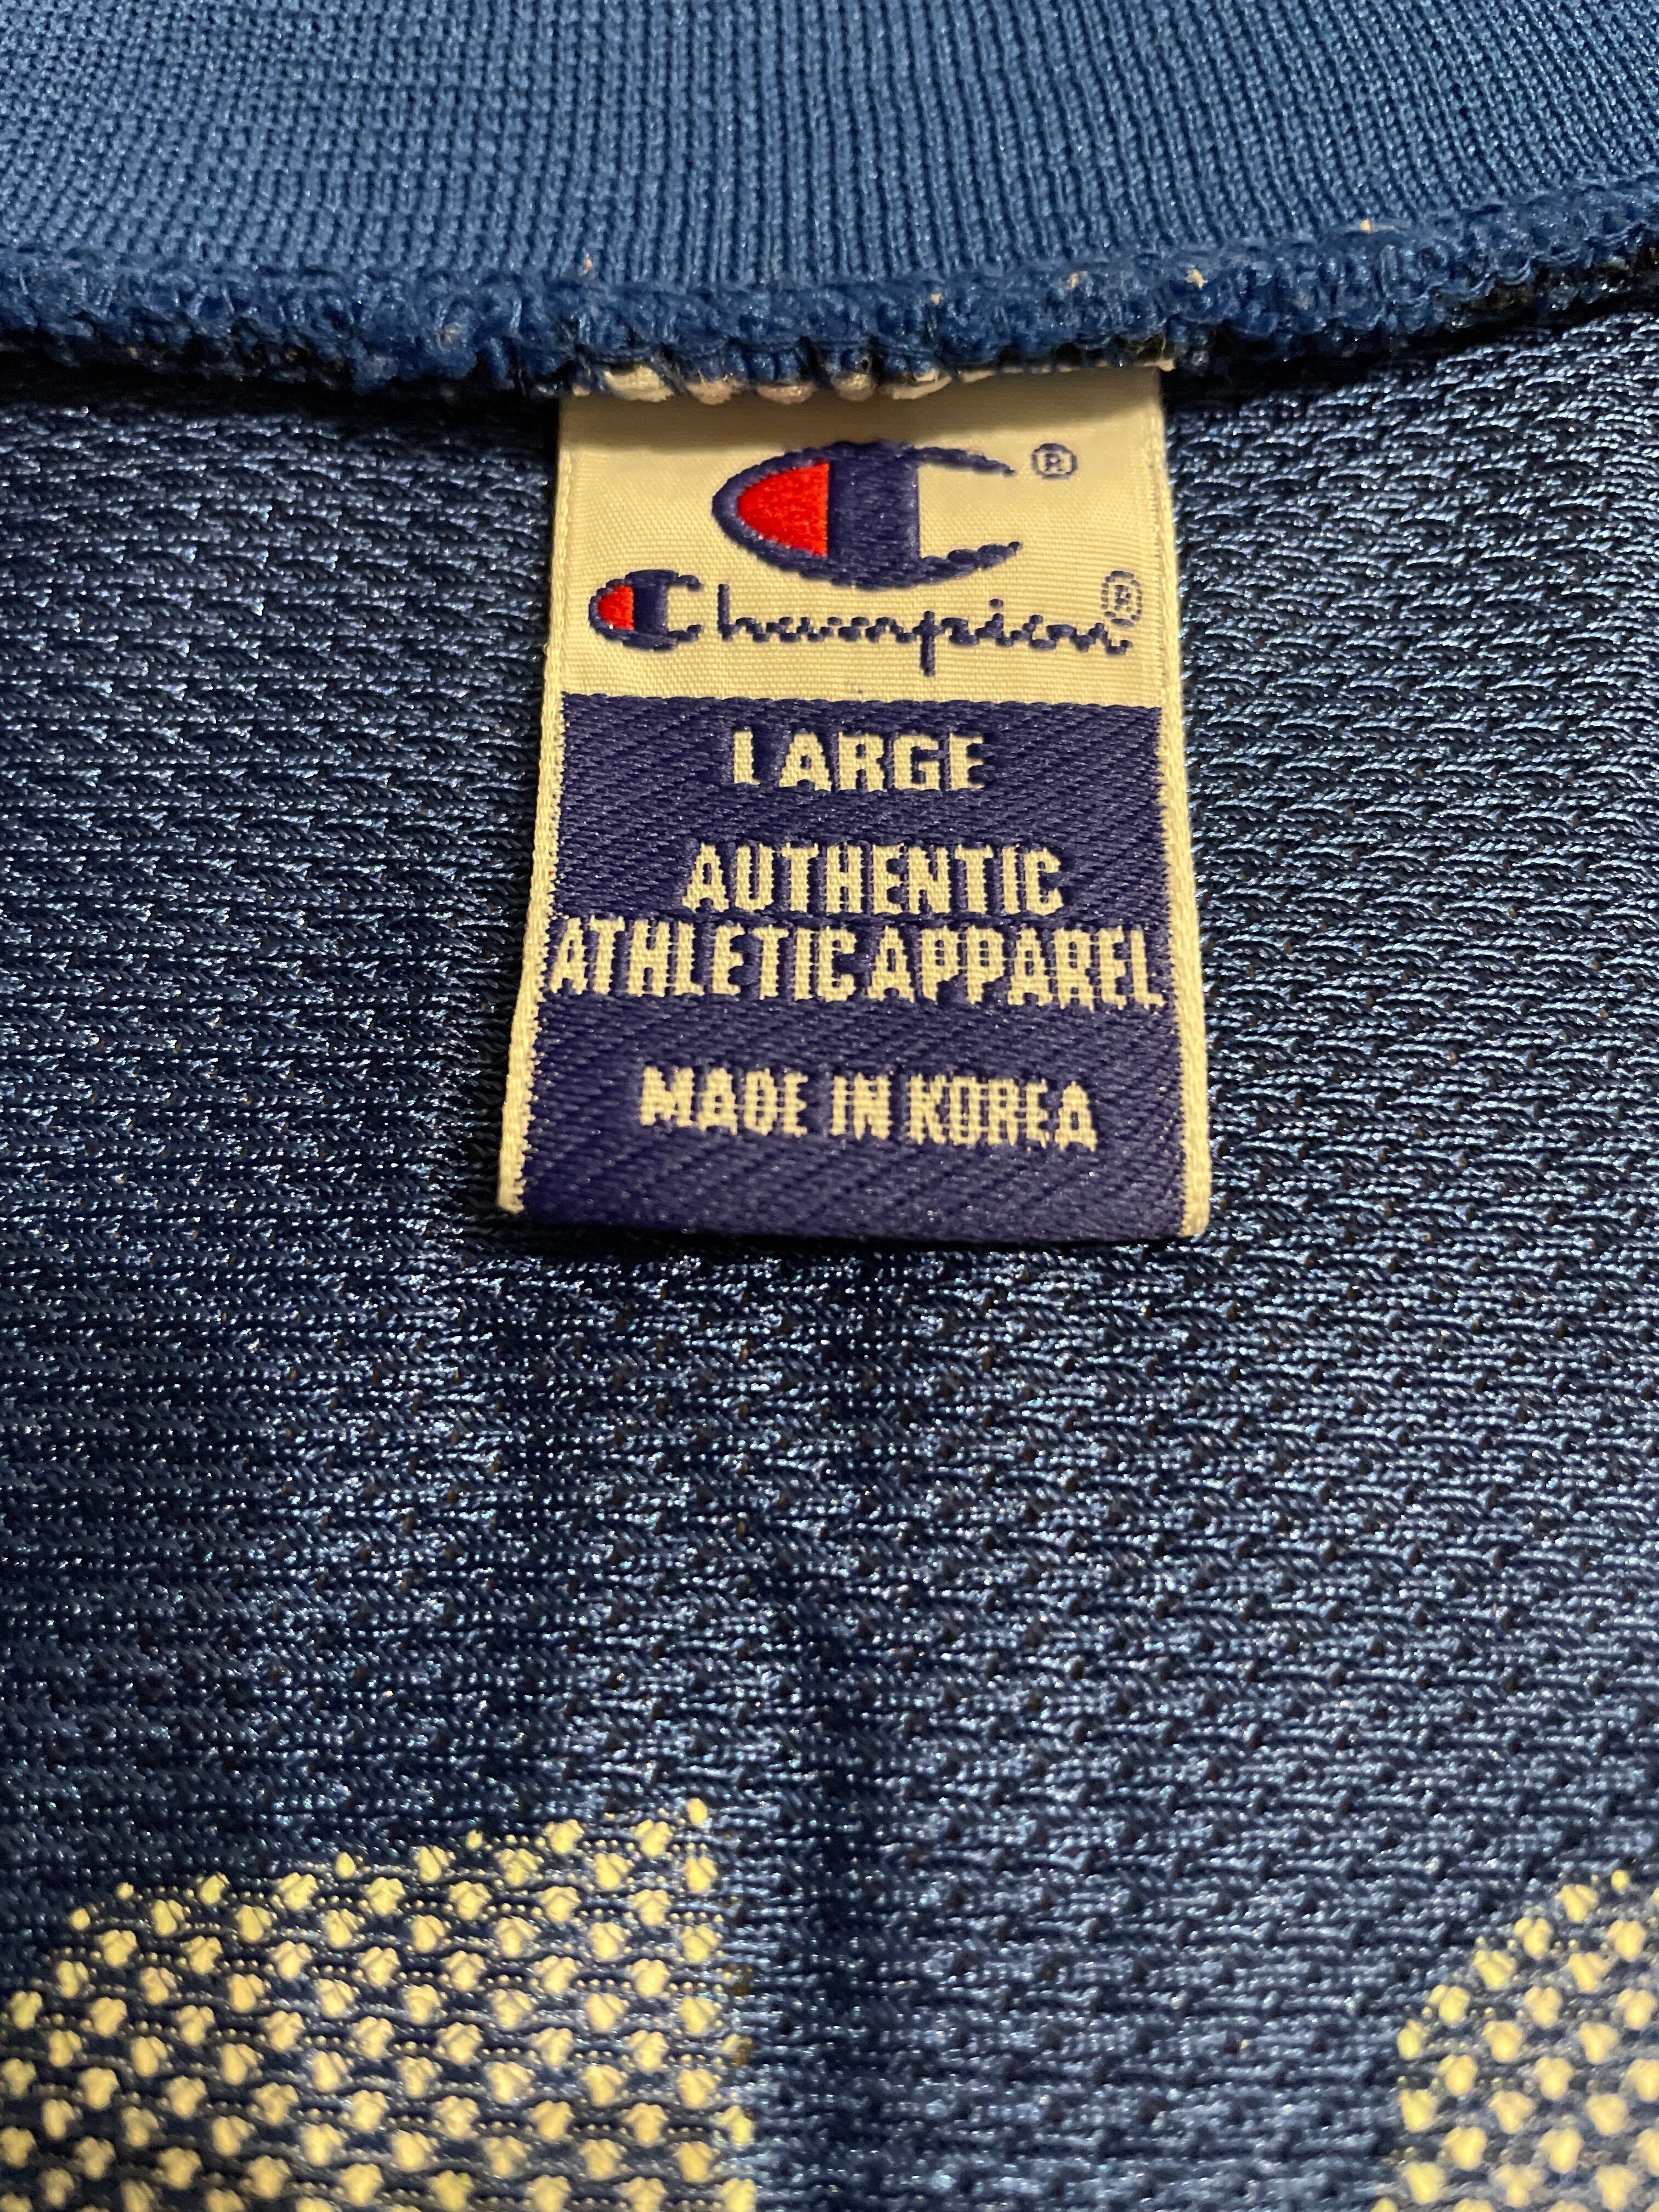 ®
Champion®
LARGE
AUTHENTIC
ATHLETIC APPAREL
MADE IN KOREA